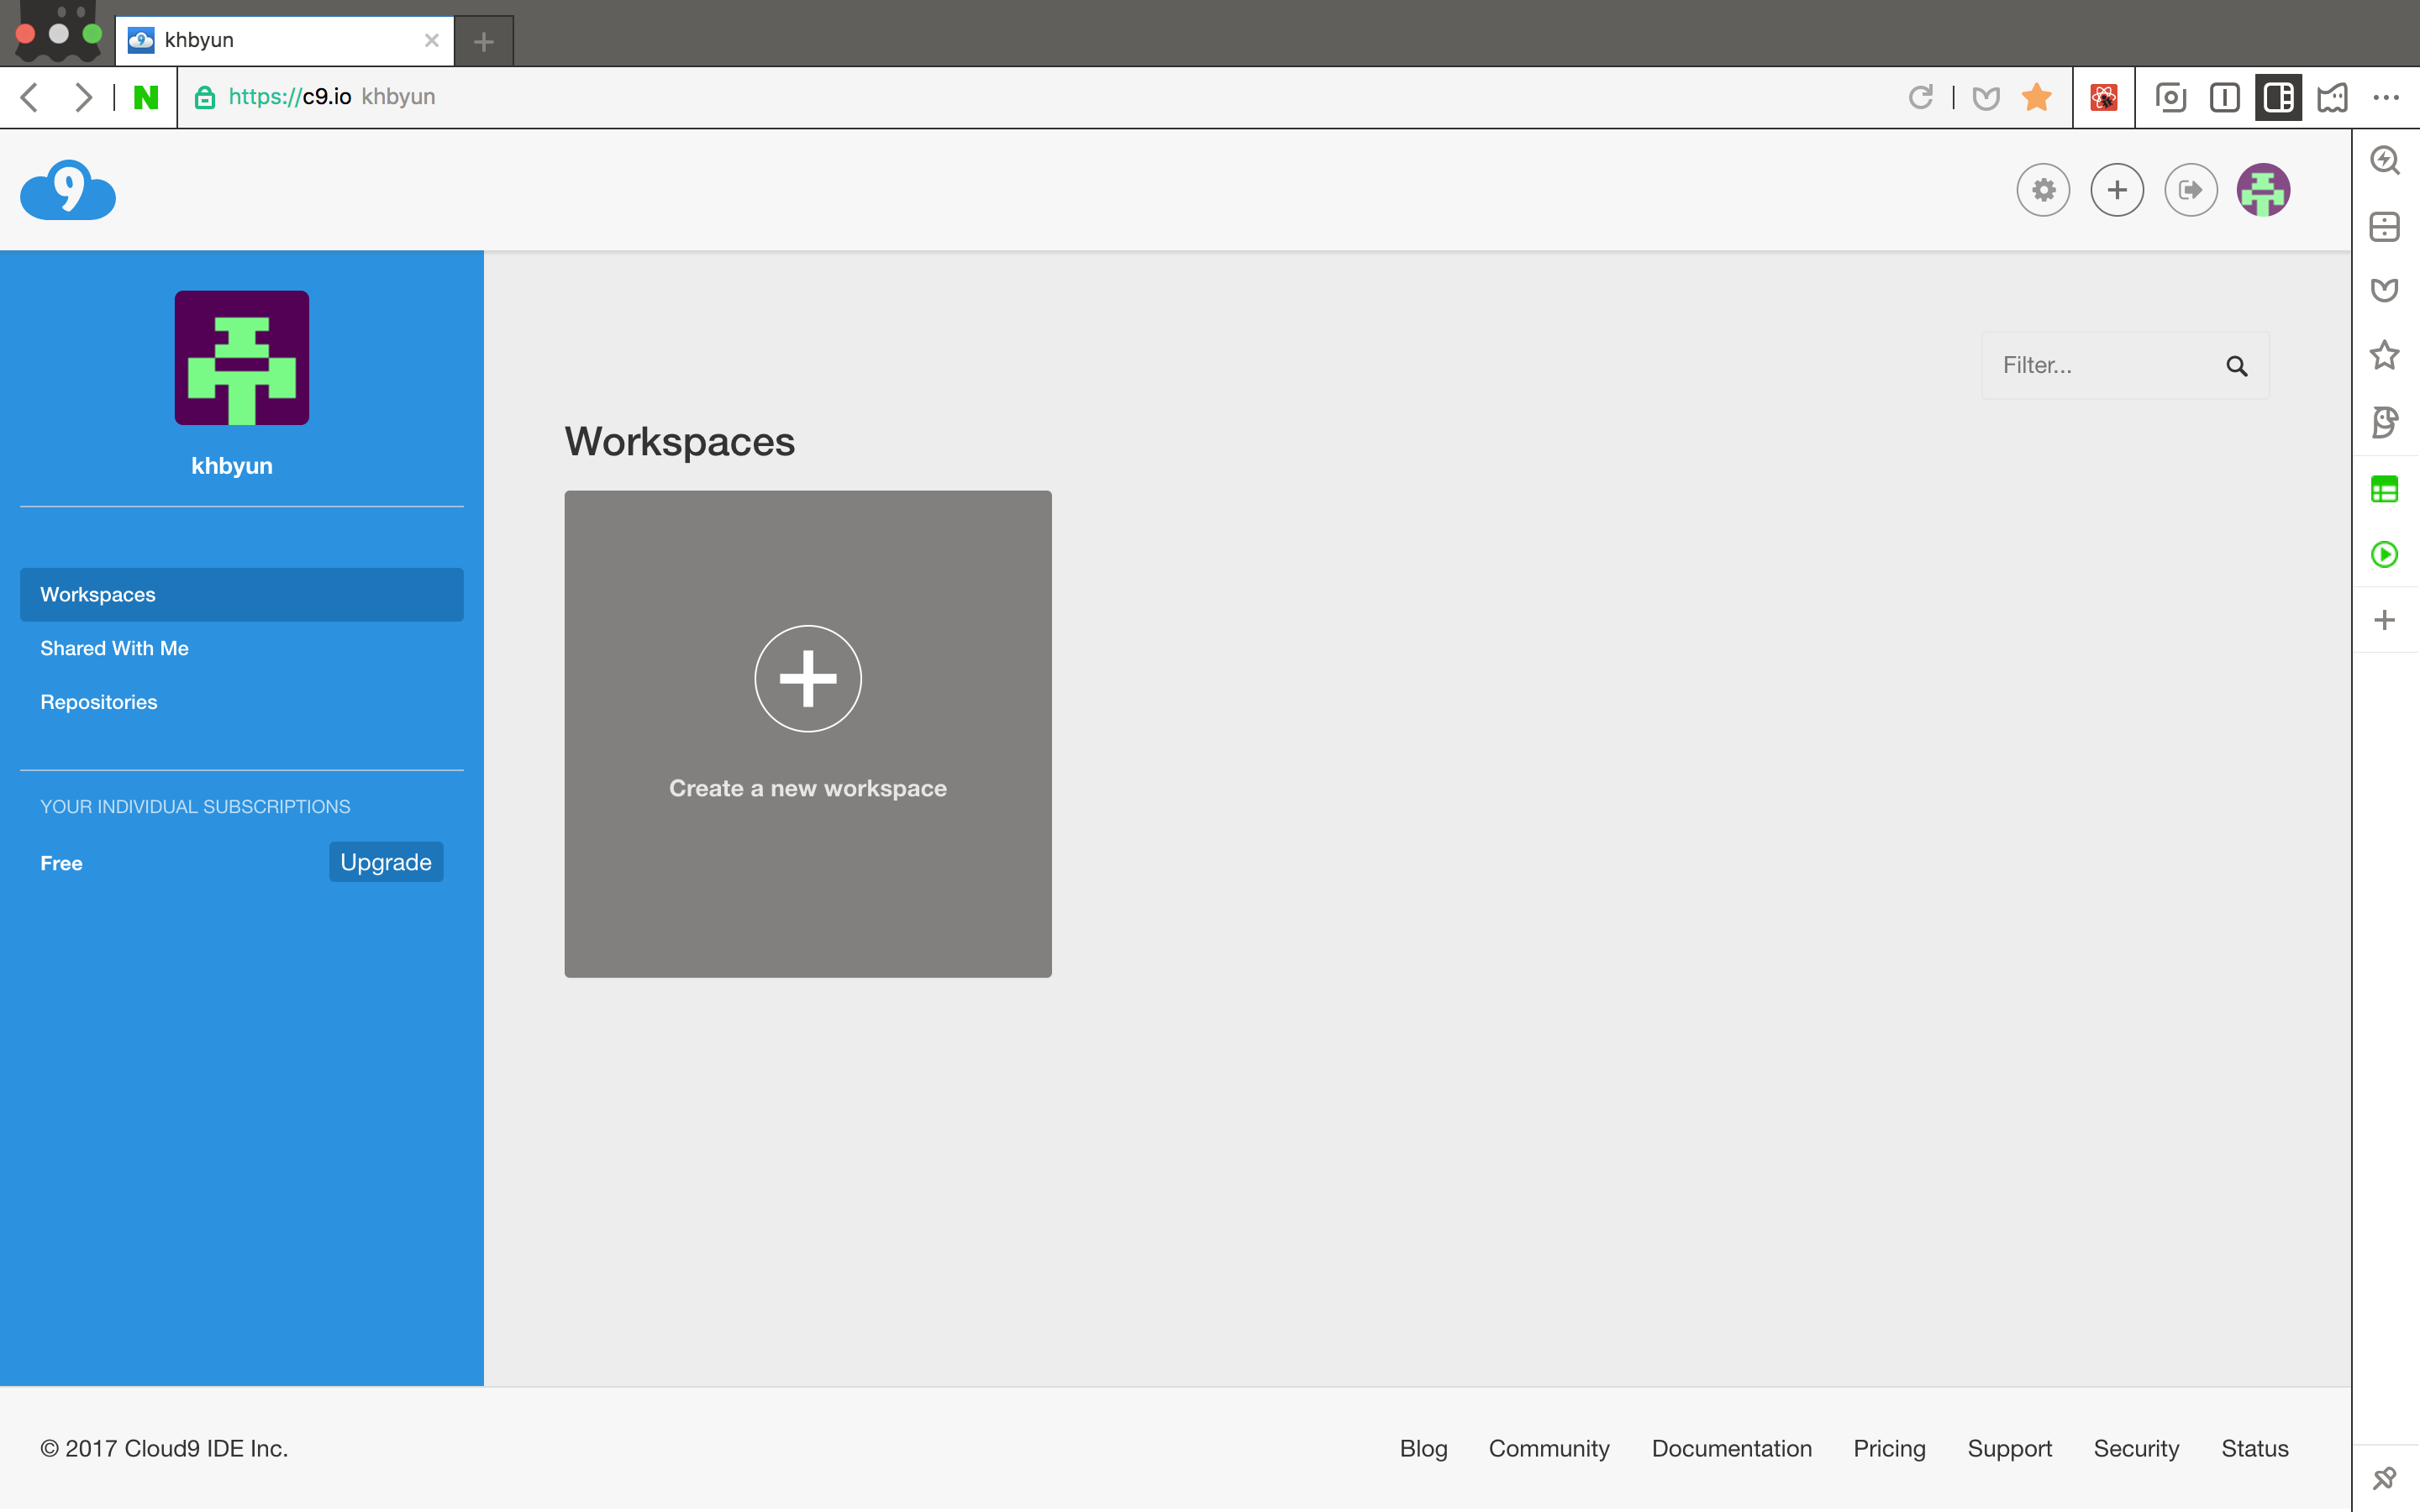 khbyun
N
https://c9.io khbyun
9
Filter...
khbyun
Workspaces
Workspaces
Shared With Me
Repositories
Create a new workspace
YOUR INDIVIDUAL SUBSCRIPTIONS
Free
Upgrade
© 2017 Cloud9 IDE Inc.
Blog Community Documentation Pricing Support Security Status